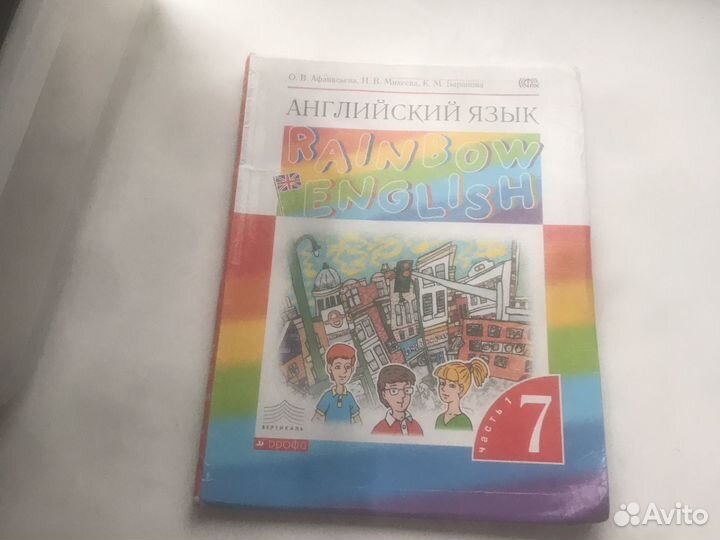 О. В. Афанасьева, И. В. Михеева, К. М. Баранова
АНГЛИЙСКИЙ ЯЗЫК
RAINBOW
ENGLISH
часть 1
7
ВЕРТИКАЛЬ
дрофа
Avito